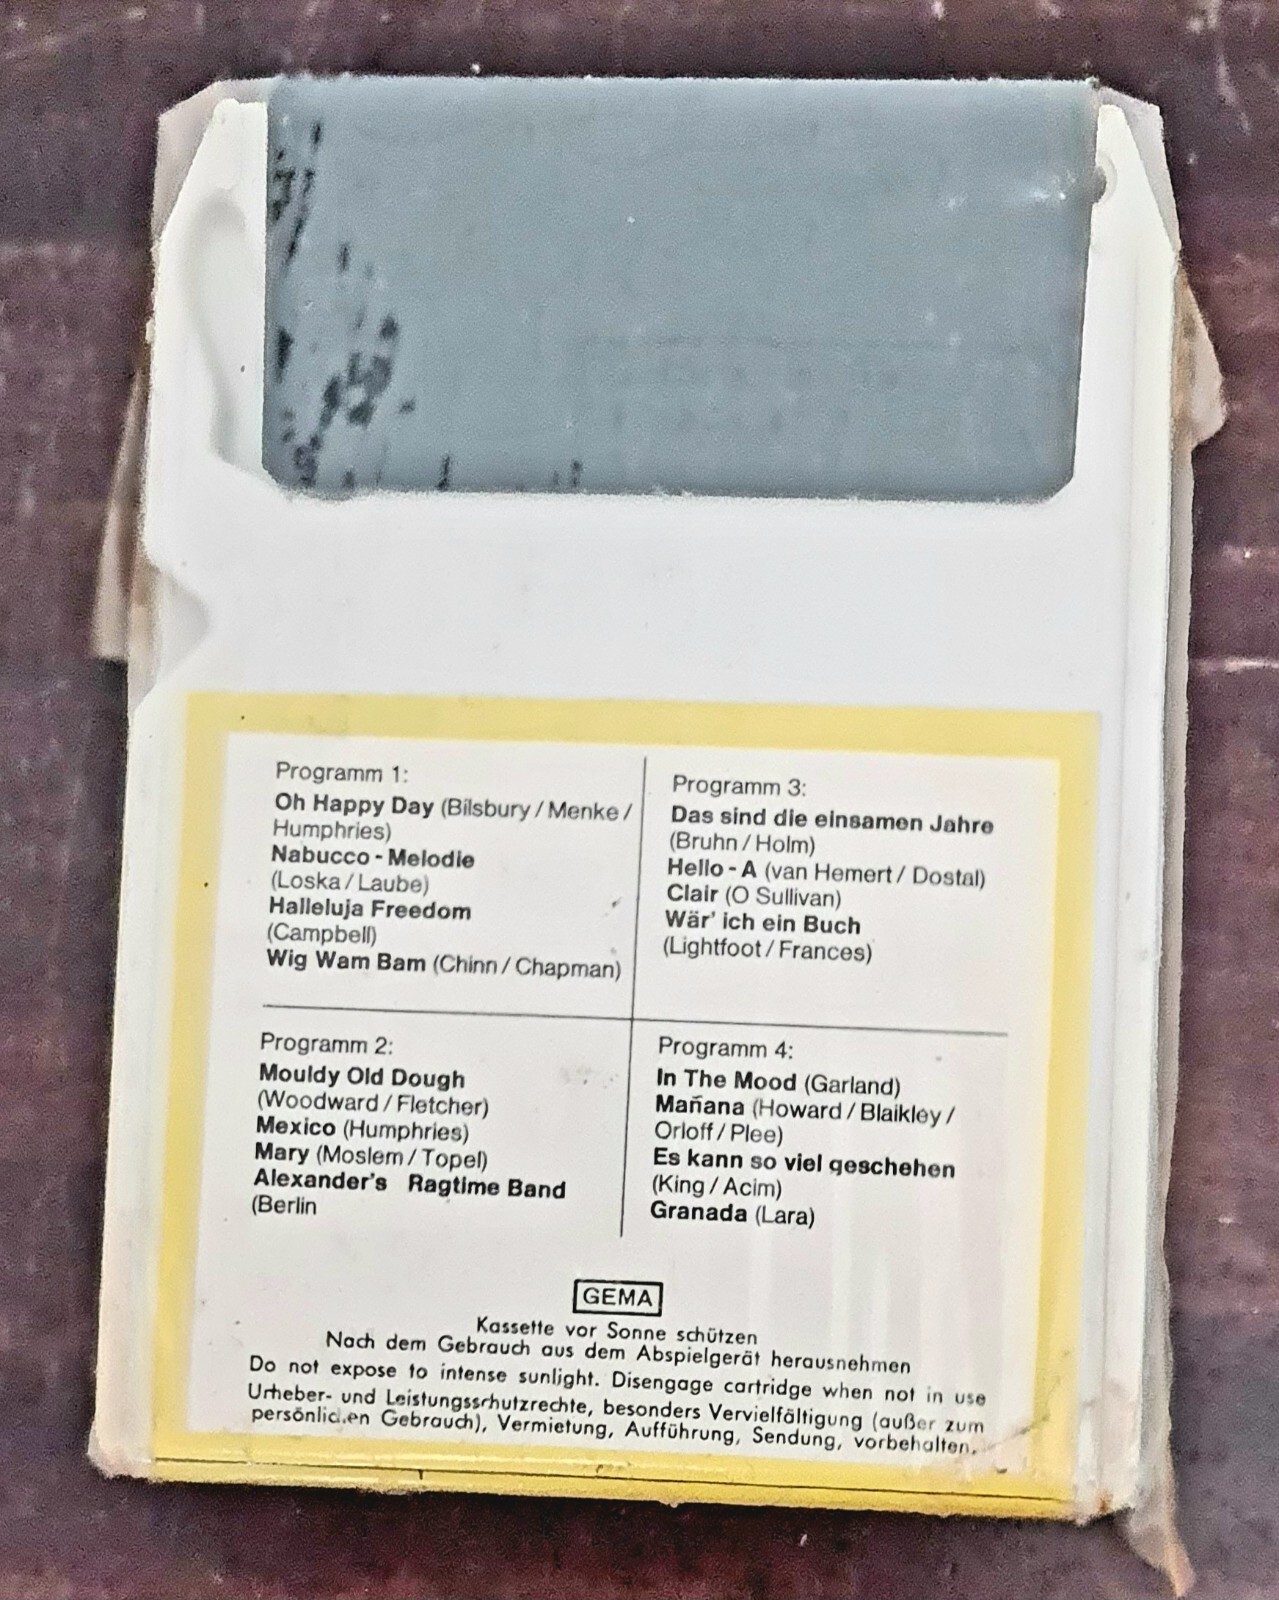 Programm 1:
Oh Happy Day (Bilsbury / Menke /
Humphries)
Nabucco - Melodie
(Loska / Laube)
Halleluja Freedom
(Campbell)
Wig Wam Bam (Chinn / Chapman)
Programm 2:
Mouldy Old Dough
(Woodward / Fletcher)
Mexico (Humphries)
Mary (Moslem / Topel)
Alexander's Ragtime Band
(Berlin
Programm 3:
Das sind die einsamen Jahre
(Bruhn / Holm)
Hello - A (van Hemert / Dostal)
Clair (O Sullivan)
Wär' ich ein Buch
(Lightfoot / Frances)
Programm 4:
In The Mood (Garland)
Mañana (Howard / Blaikley /
Orloff / Plee)
Es kann so viel geschehen
(King / Acim)
Granada (Lara)
GEMA
Kassette vor Sonne schützen
Nach dem Gebrauch aus dem Abspielgerät herausnehmen
Do not expose to intense sunlight. Disengage cartridge when not in use
Urheber- und Leistungsschutzrechte, besonders Vervielfältigung (außer zum
persönlichen Gebrauch), Vermietung, Aufführung, Sendung, vorbehalten.